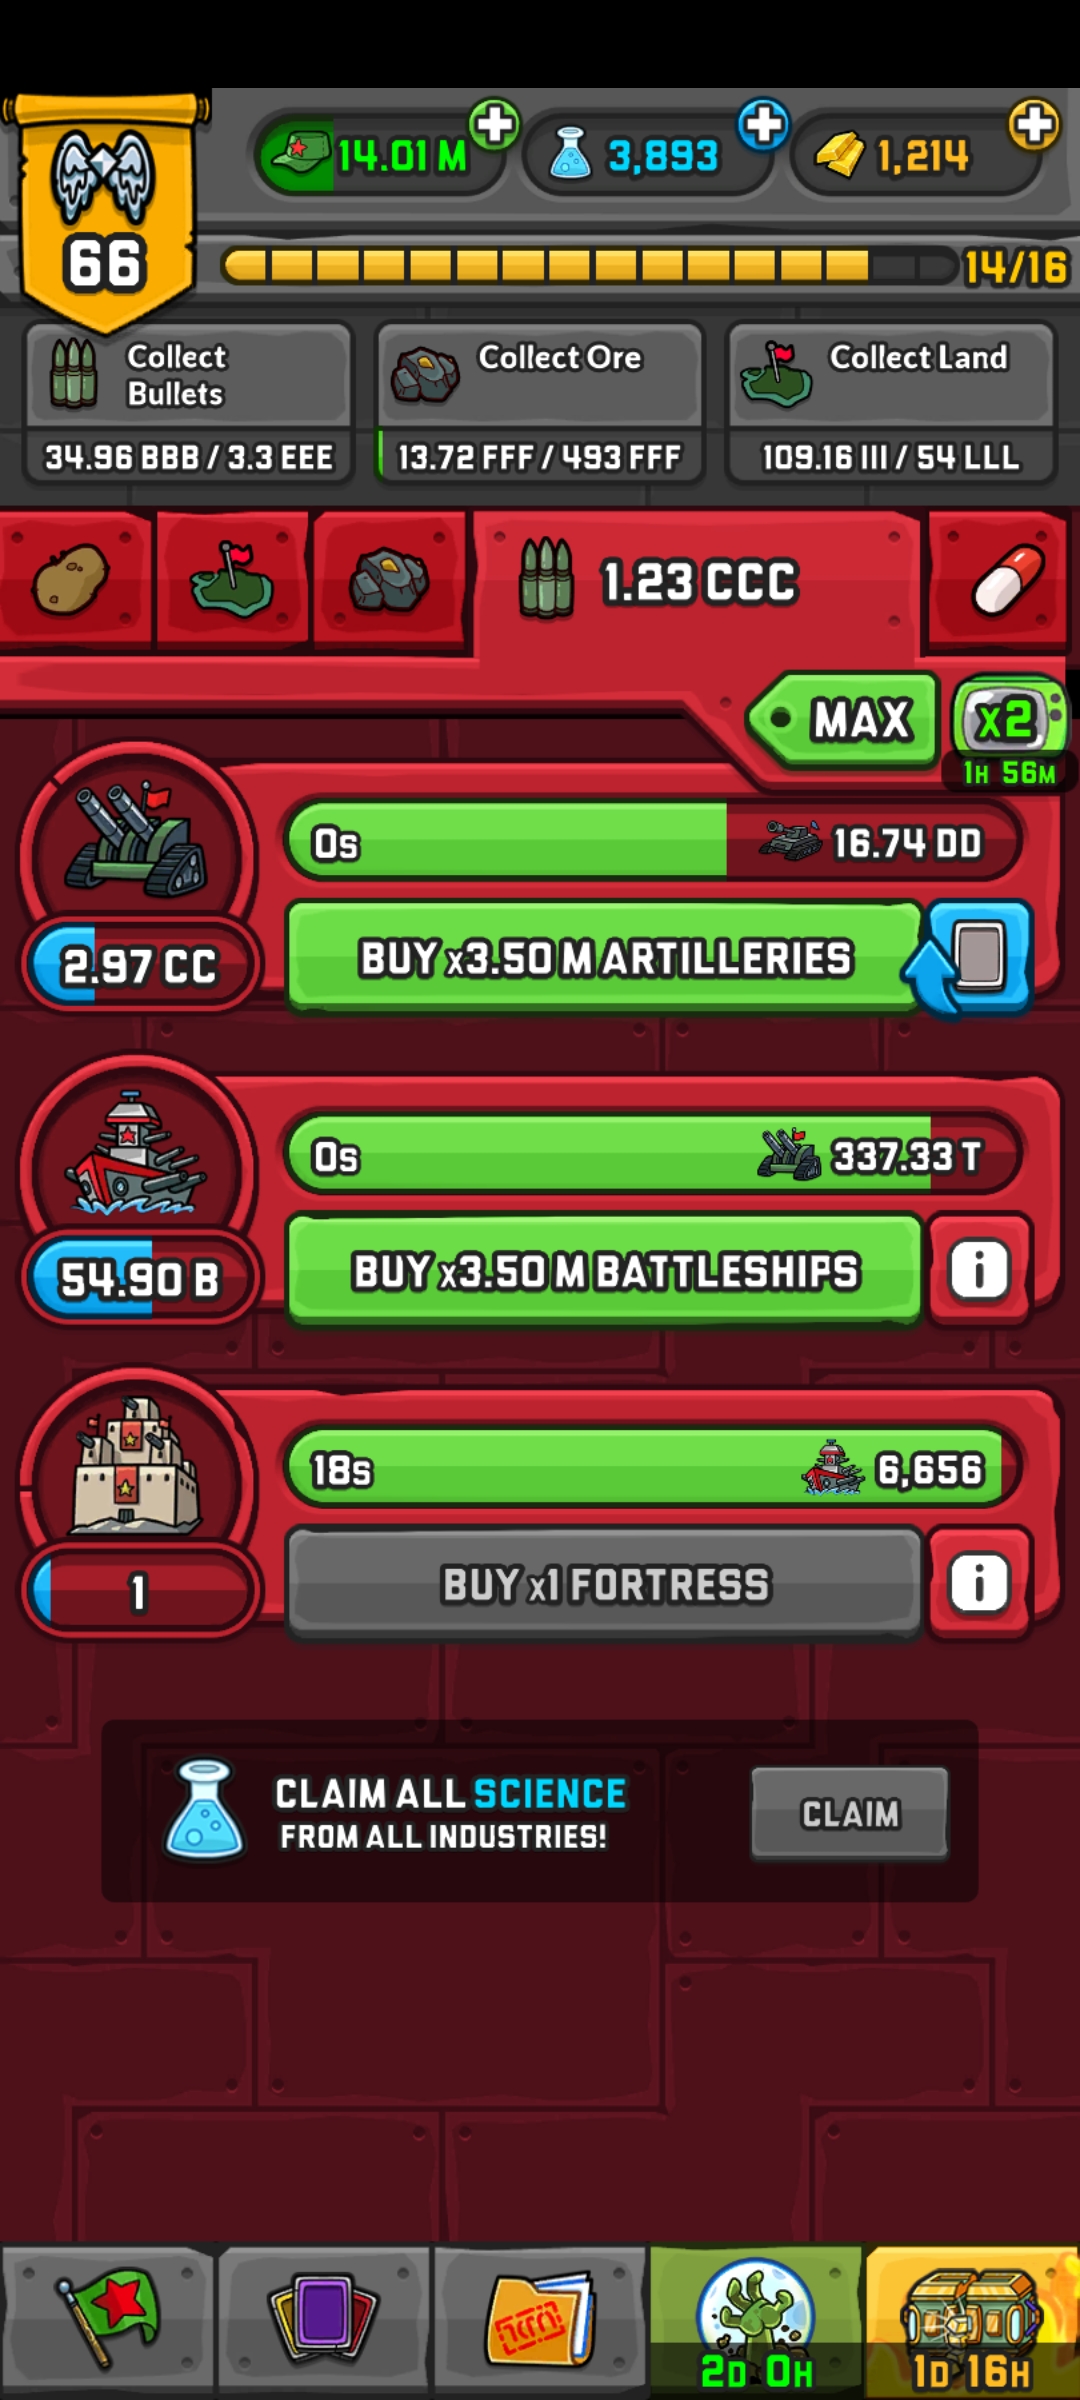 66
14.01 M
3,893
1,214
14/16
Collect
Bullets
34.96 BBB / 3.3 EEE
Collect Ore
13.72 FFF / 493 FFF
Collect Land
109.16 III / 54 LLL
1.23 CCC
MAX
x2
1H 56M
0s
16.74 DD
2.97 CC
BUY x3.50 M ARTILLERIES
0s
337.33 T
54.90 B
BUY x3.50 M BATTLESHIPS
i
18s
6,656
1
BUY x1 FORTRESS
i
CLAIM ALL SCIENCE
FROM ALL INDUSTRIES!
CLAIM
2D 0H
1D 16H